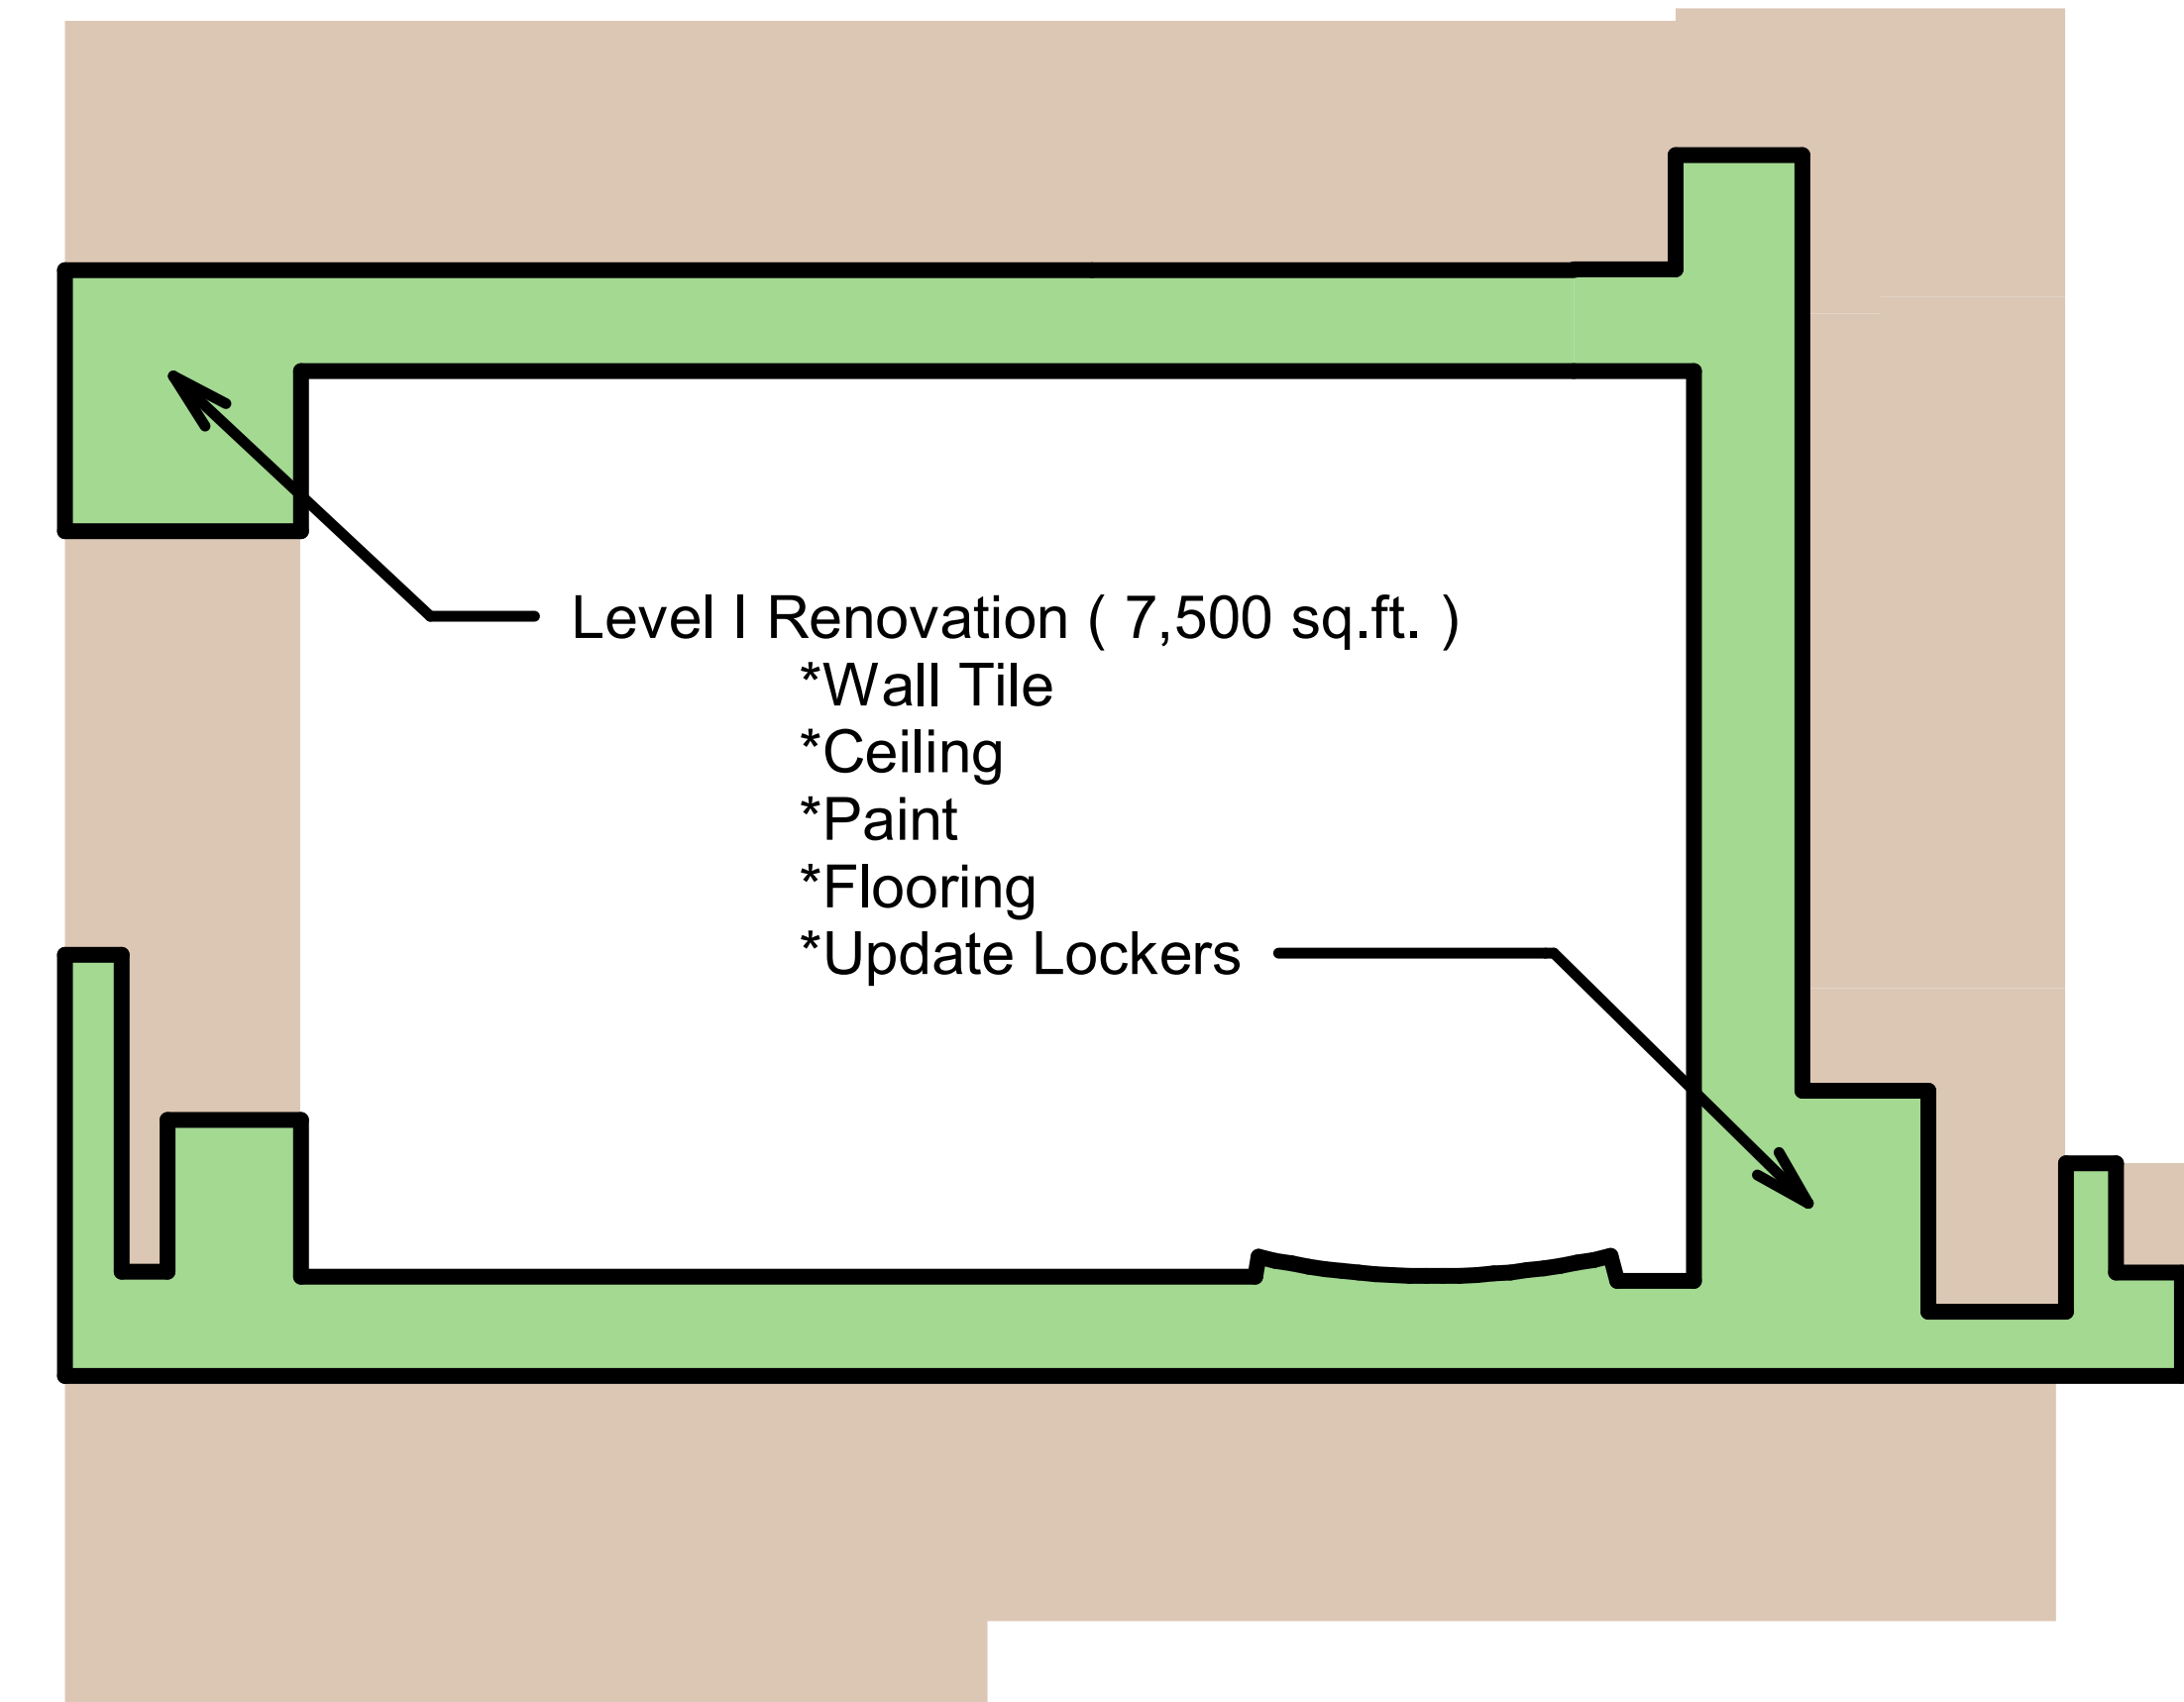 Level I Renovation ( 7,500 sq.ft. )
*Wall Tile
*Ceiling
*Paint
*Flooring
*Update Lockers